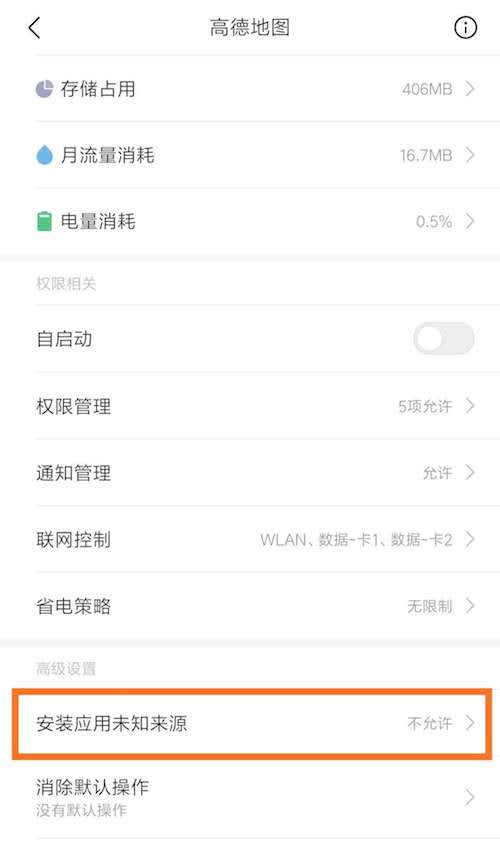 高德地图
存储占用 406MB
月流量消耗 16.7MB
电量消耗 0.5%
权限相关
自启动
权限管理 5项允许
通知管理 允许
联网控制 WLAN、数据-卡1、数据-卡2
省电策略 无限制
高级设置
安装应用未知来源 不允许
消除默认操作
没有默认操作